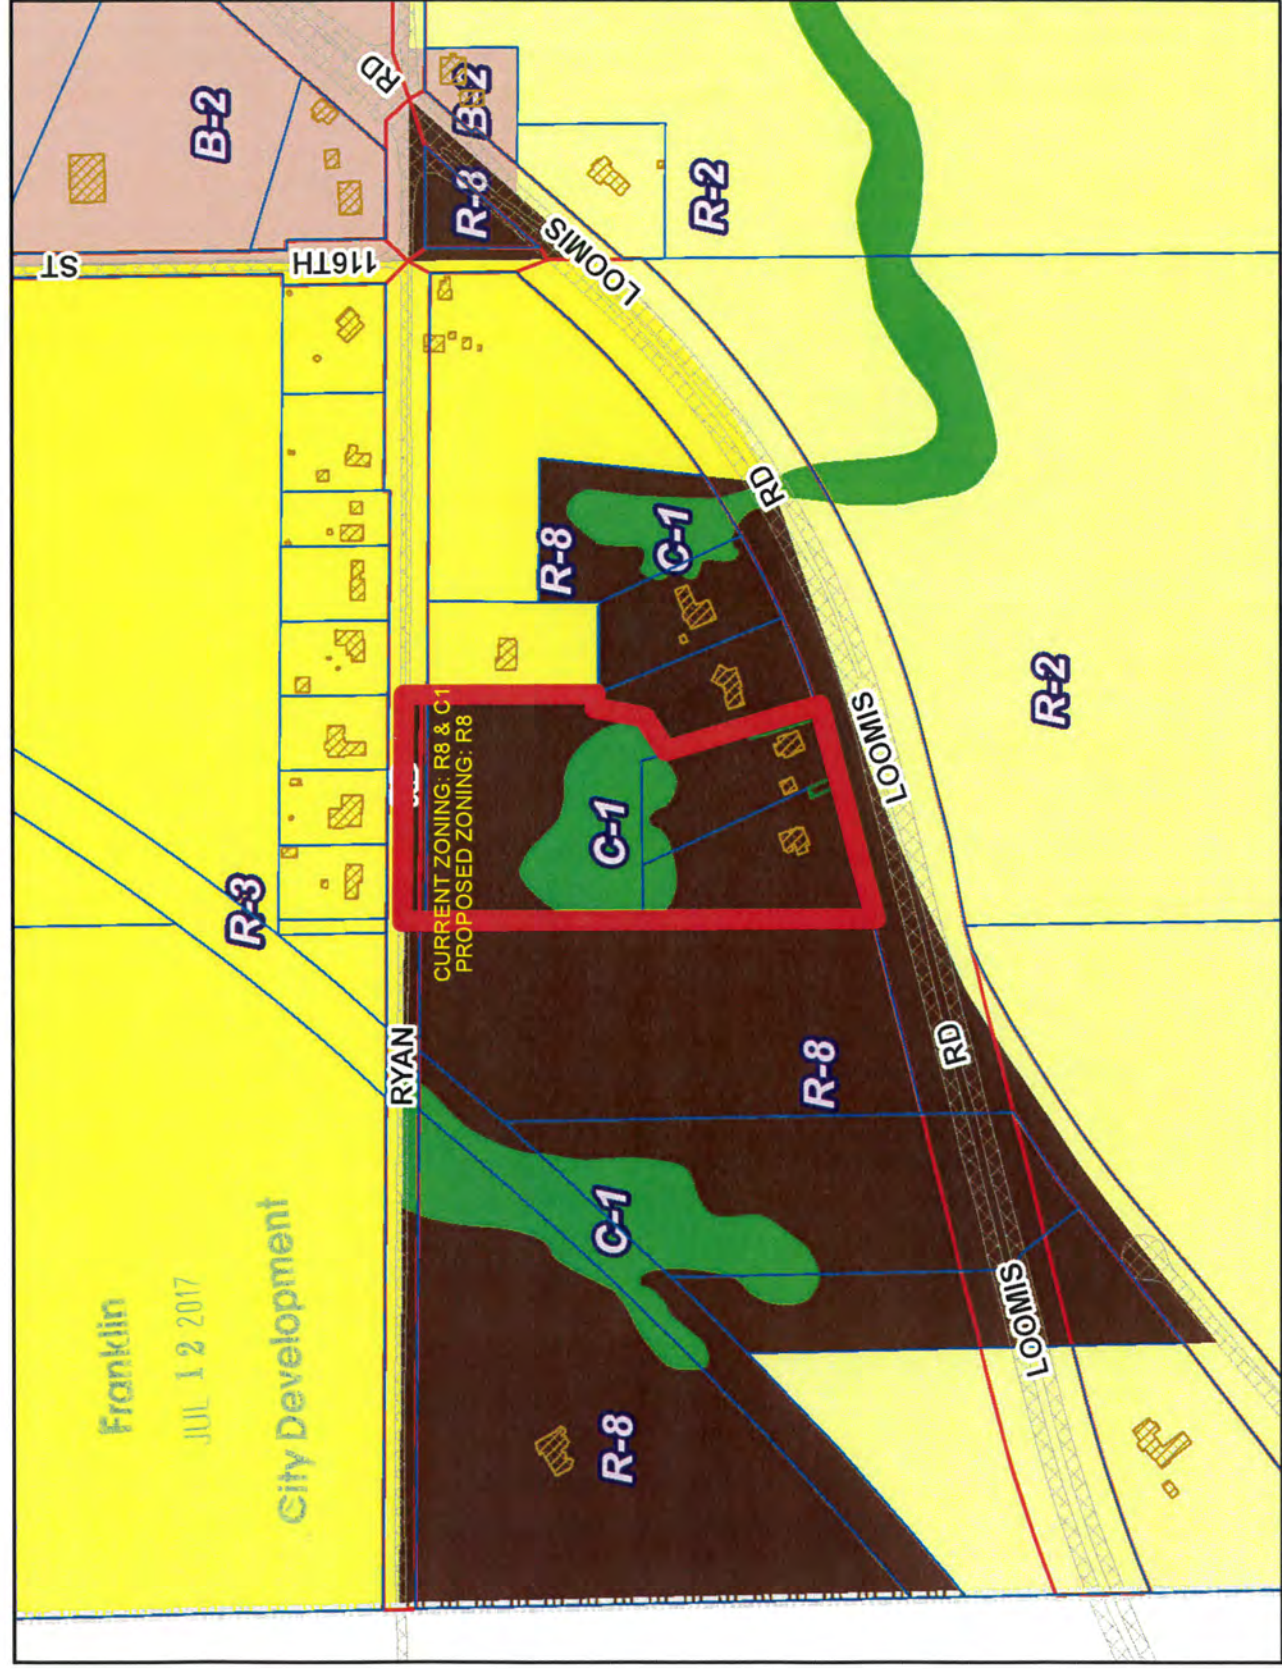 Franklin
JUL 12 2017
City Development
R-3
RYAN
RD
CURRENT ZONING: R8 & C1
PROPOSED ZONING: R8
ST
116TH
B-2
RD
B-2
R-8
LOOMIS
R-2
R-8
C-1
RD
C-1
LOOMIS
R-2
R-8
RD
C-1
LOOMIS
R-8